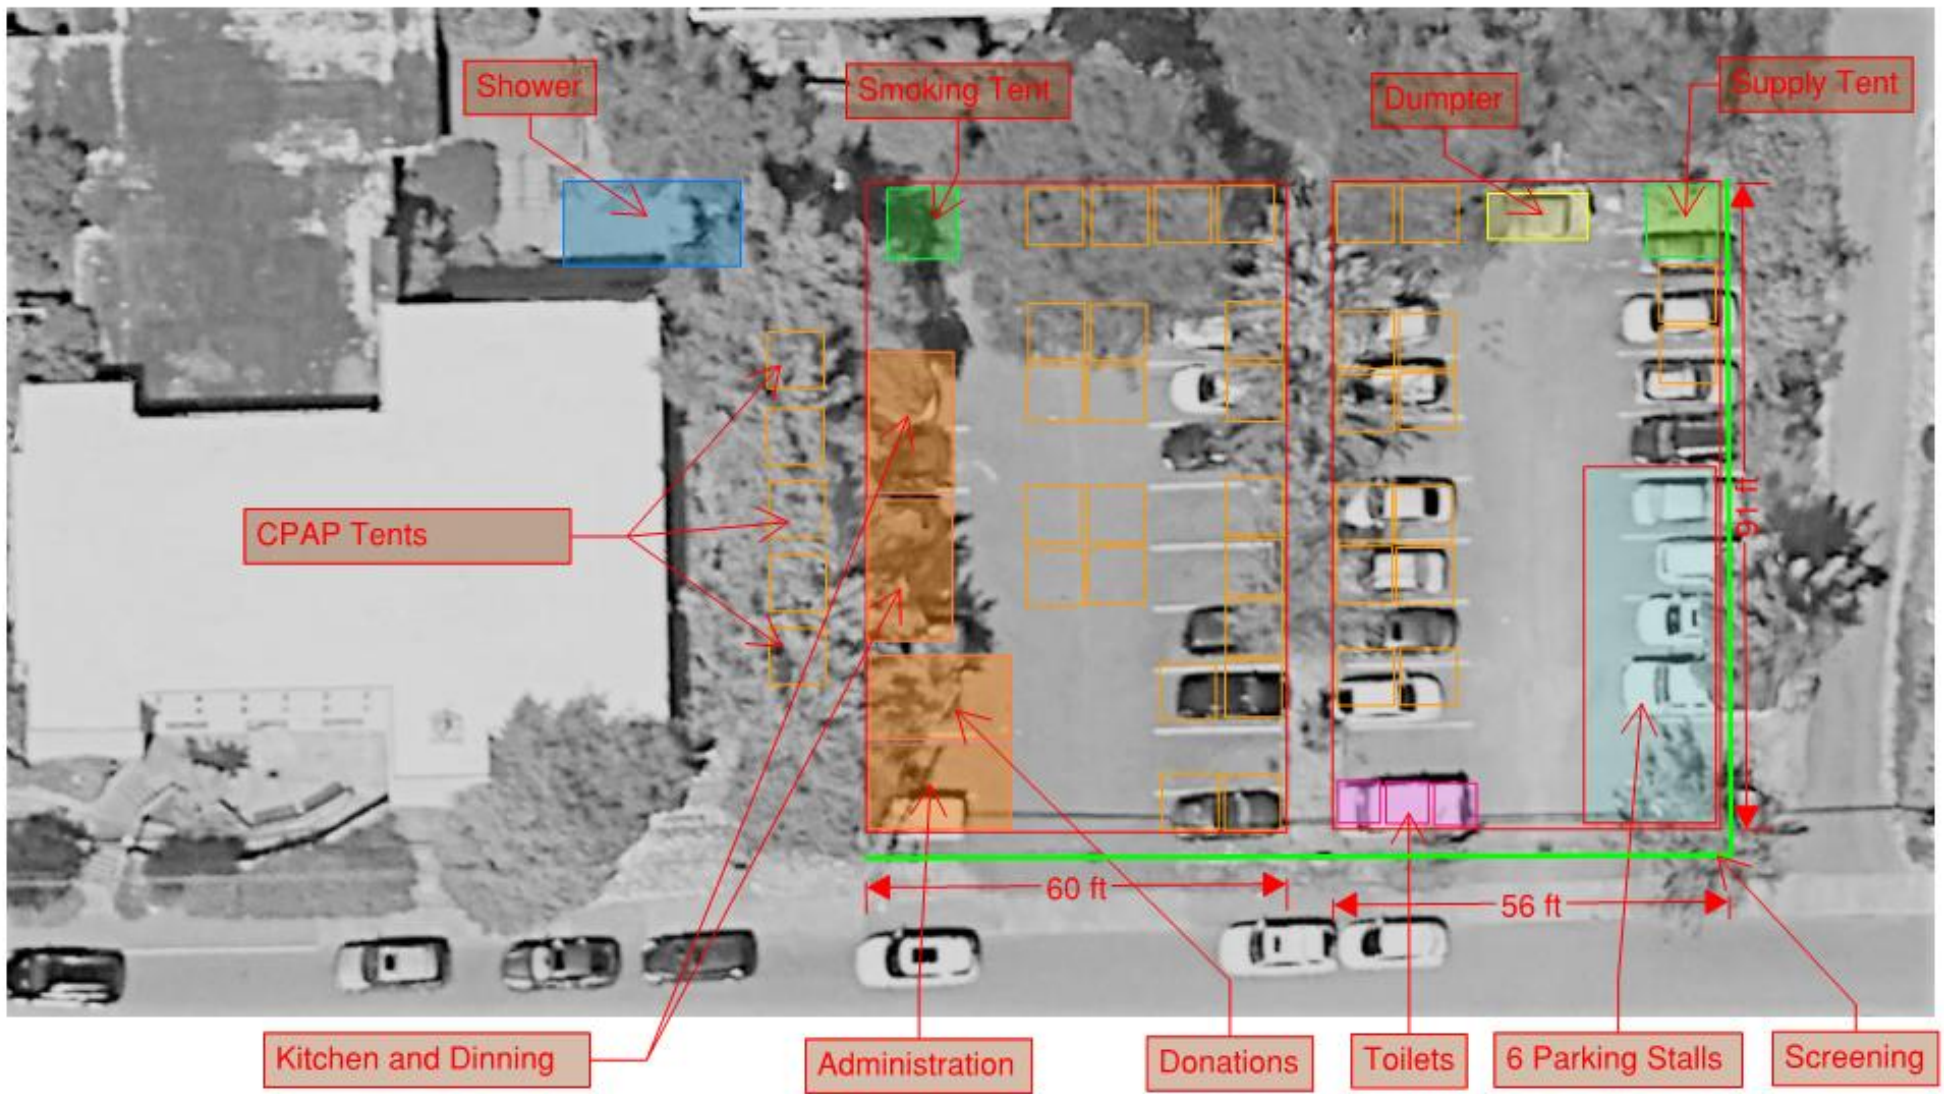 Shower
Smoking Tent
Dumpter
Supply Tent
CPAP Tents
91 ft
60 ft
56 ft
Kitchen and Dinning
Administration
Donations
Toilets
6 Parking Stalls
Screening